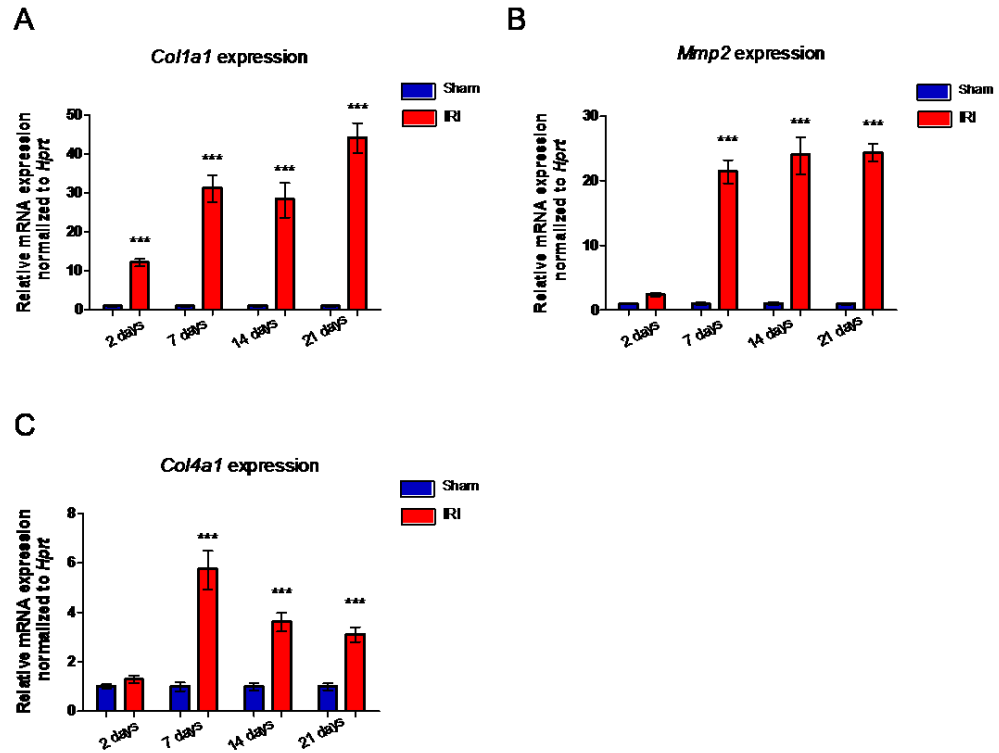 A
Col1a1 expression
Sham
IRI
Relative mRNA expression
normalized to Hprt
50
40
30
20
10
0
***
***
***
***
2 days
7 days
14 days
21 days
B
Mmp2 expression
Sham
IRI
Relative mRNA expression
normalized to Hprt
30
20
10
0
***
***
***
2 days
7 days
14 days
21 days
C
Col4a1 expression
Sham
IRI
Relative mRNA expression
normalized to Hprt
8
6
4
2
0
***
***
***
2 days
7 days
14 days
21 days